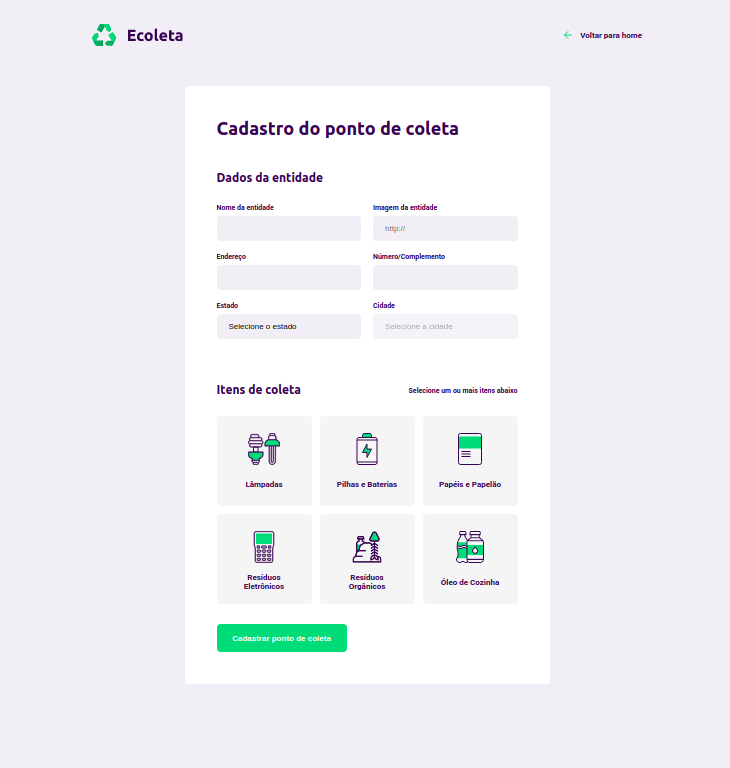 Ecoleta
Voltar para home
Cadastro do ponto de coleta
Dados da entidade
Nome da entidade
Imagem da entidade
http://
Endereço
Número/Complemento
Estado
Cidade
Selecione o estado
Selecione a cidade
Itens de coleta
Selecione um ou mais itens abaixo
Lâmpadas
Pilhas e Baterias
Papéis e Papelão
Resíduos
Eletrônicos
Resíduos
Orgânicos
Óleo de Cozinha
Cadastrar ponto de coleta